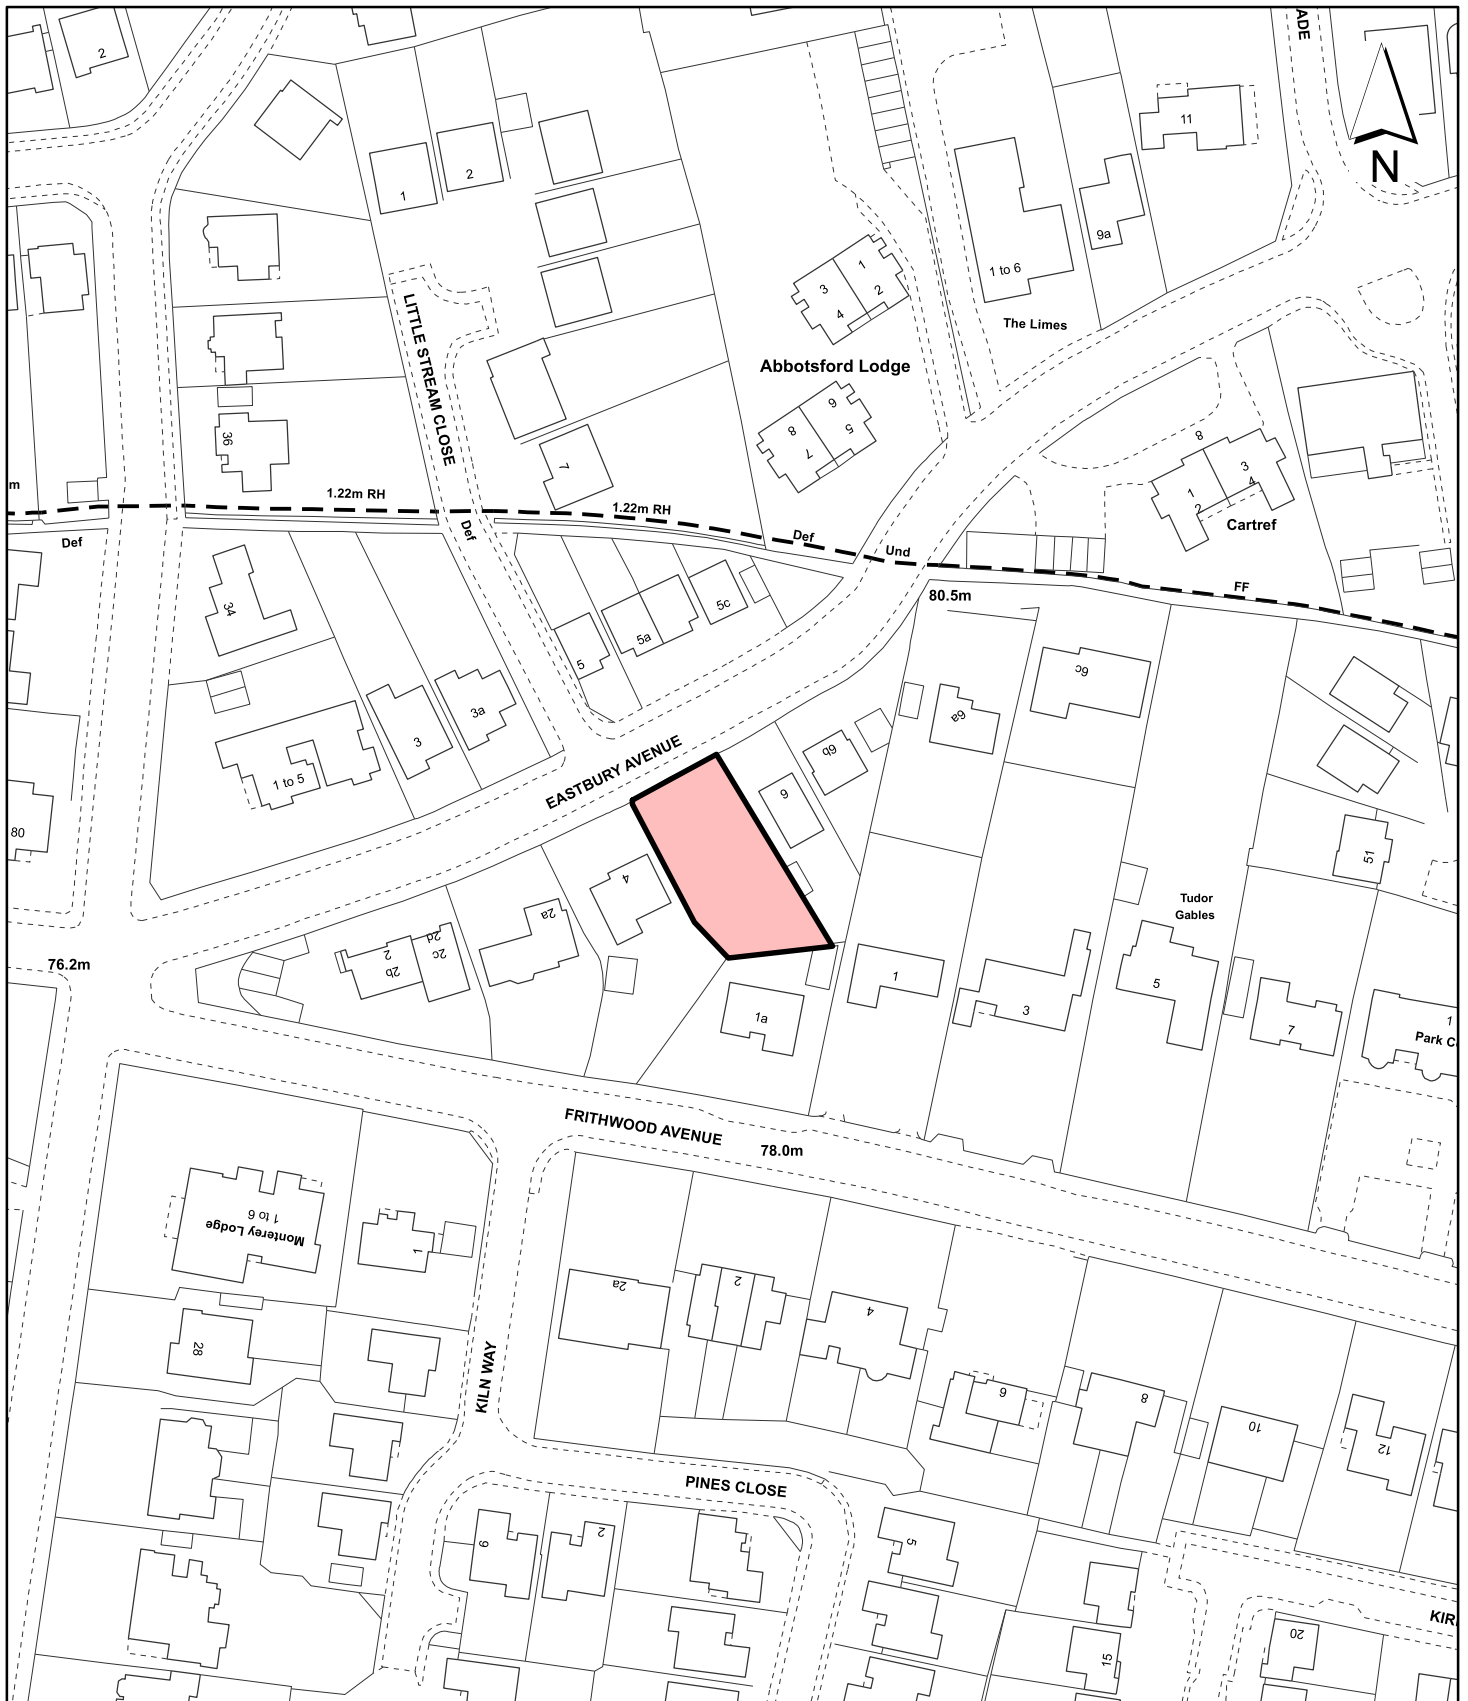 2
ADE
N
11
1
2
9a
1 to 6
The Limes
1
2
3
4
Abbotsford Lodge
6
5
8
7
LITTLE STREAM CLOSE
36
7
8
3
4
1
2
Cartref
m
1.22m RH
1.22m RH
Def
Def
Def
Und
FF
80.5m
34
5
5a
5c
6a
6c
3
3a
1 to 5
6b
6
EASTBURY AVENUE
80
51
4
2a
2
2b
2c
2d
Tudor
Gables
76.2m
1
3
5
7
1a
1
Park C
FRITHWOOD AVENUE
78.0m
1 to 6
Monterey Lodge
1
28
2a
2
4
6
8
10
12
KILN WAY
PINES CLOSE
9
2
5
15
20
KIR